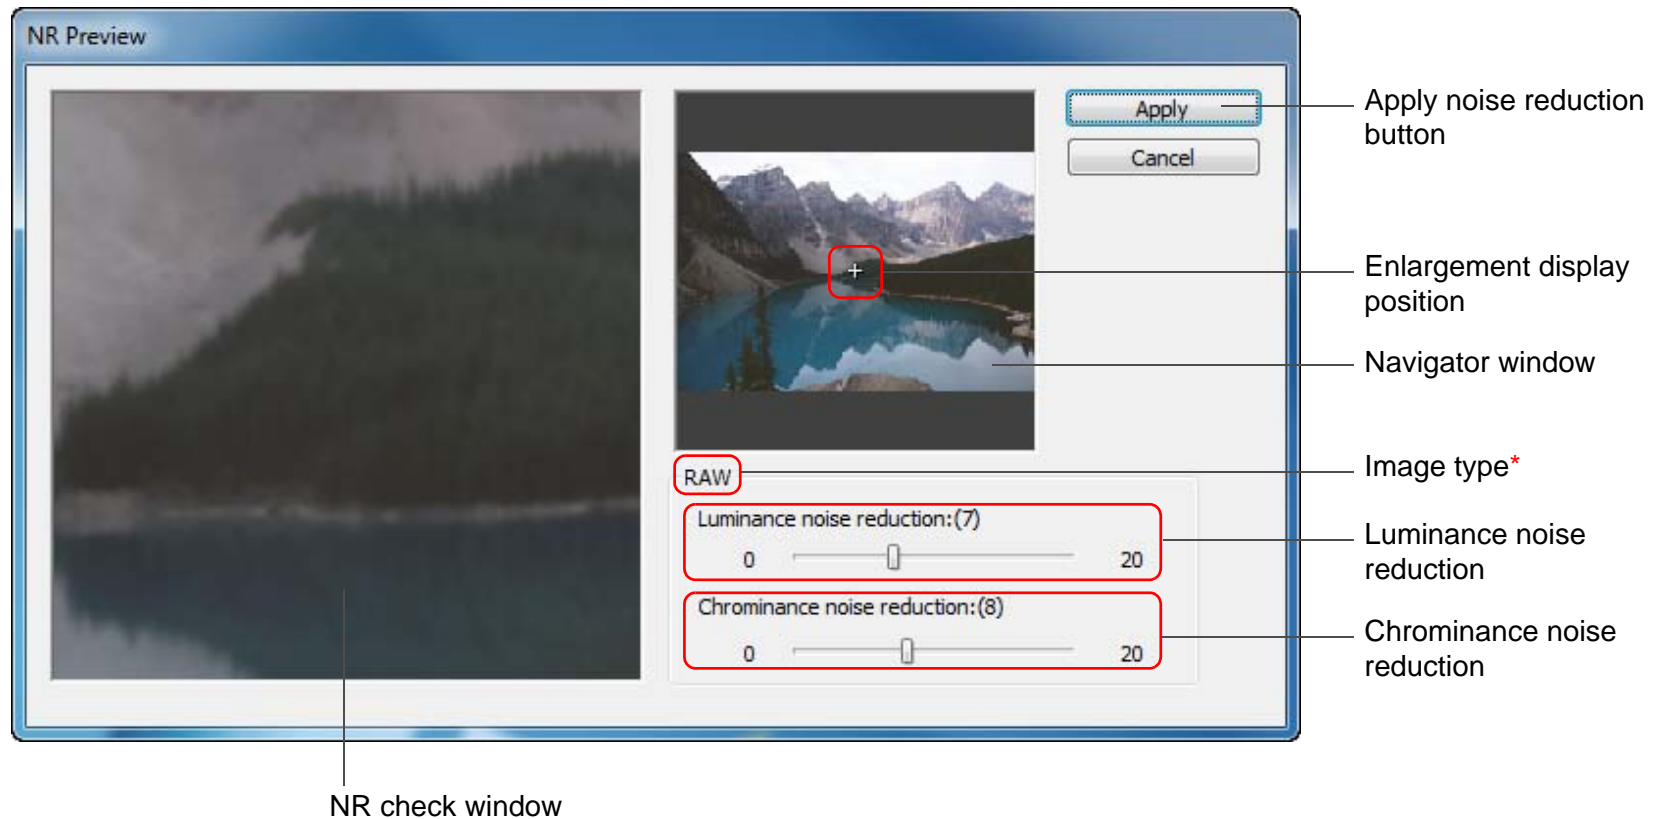 NR Preview
Apply
Cancel
Apply noise reduction
button
Enlargement display
position
Navigator window
RAW
Image type*
Luminance noise reduction:(7)
0
20
Luminance noise
reduction
Chrominance noise reduction:(8)
0
20
Chrominance noise
reduction
NR check window